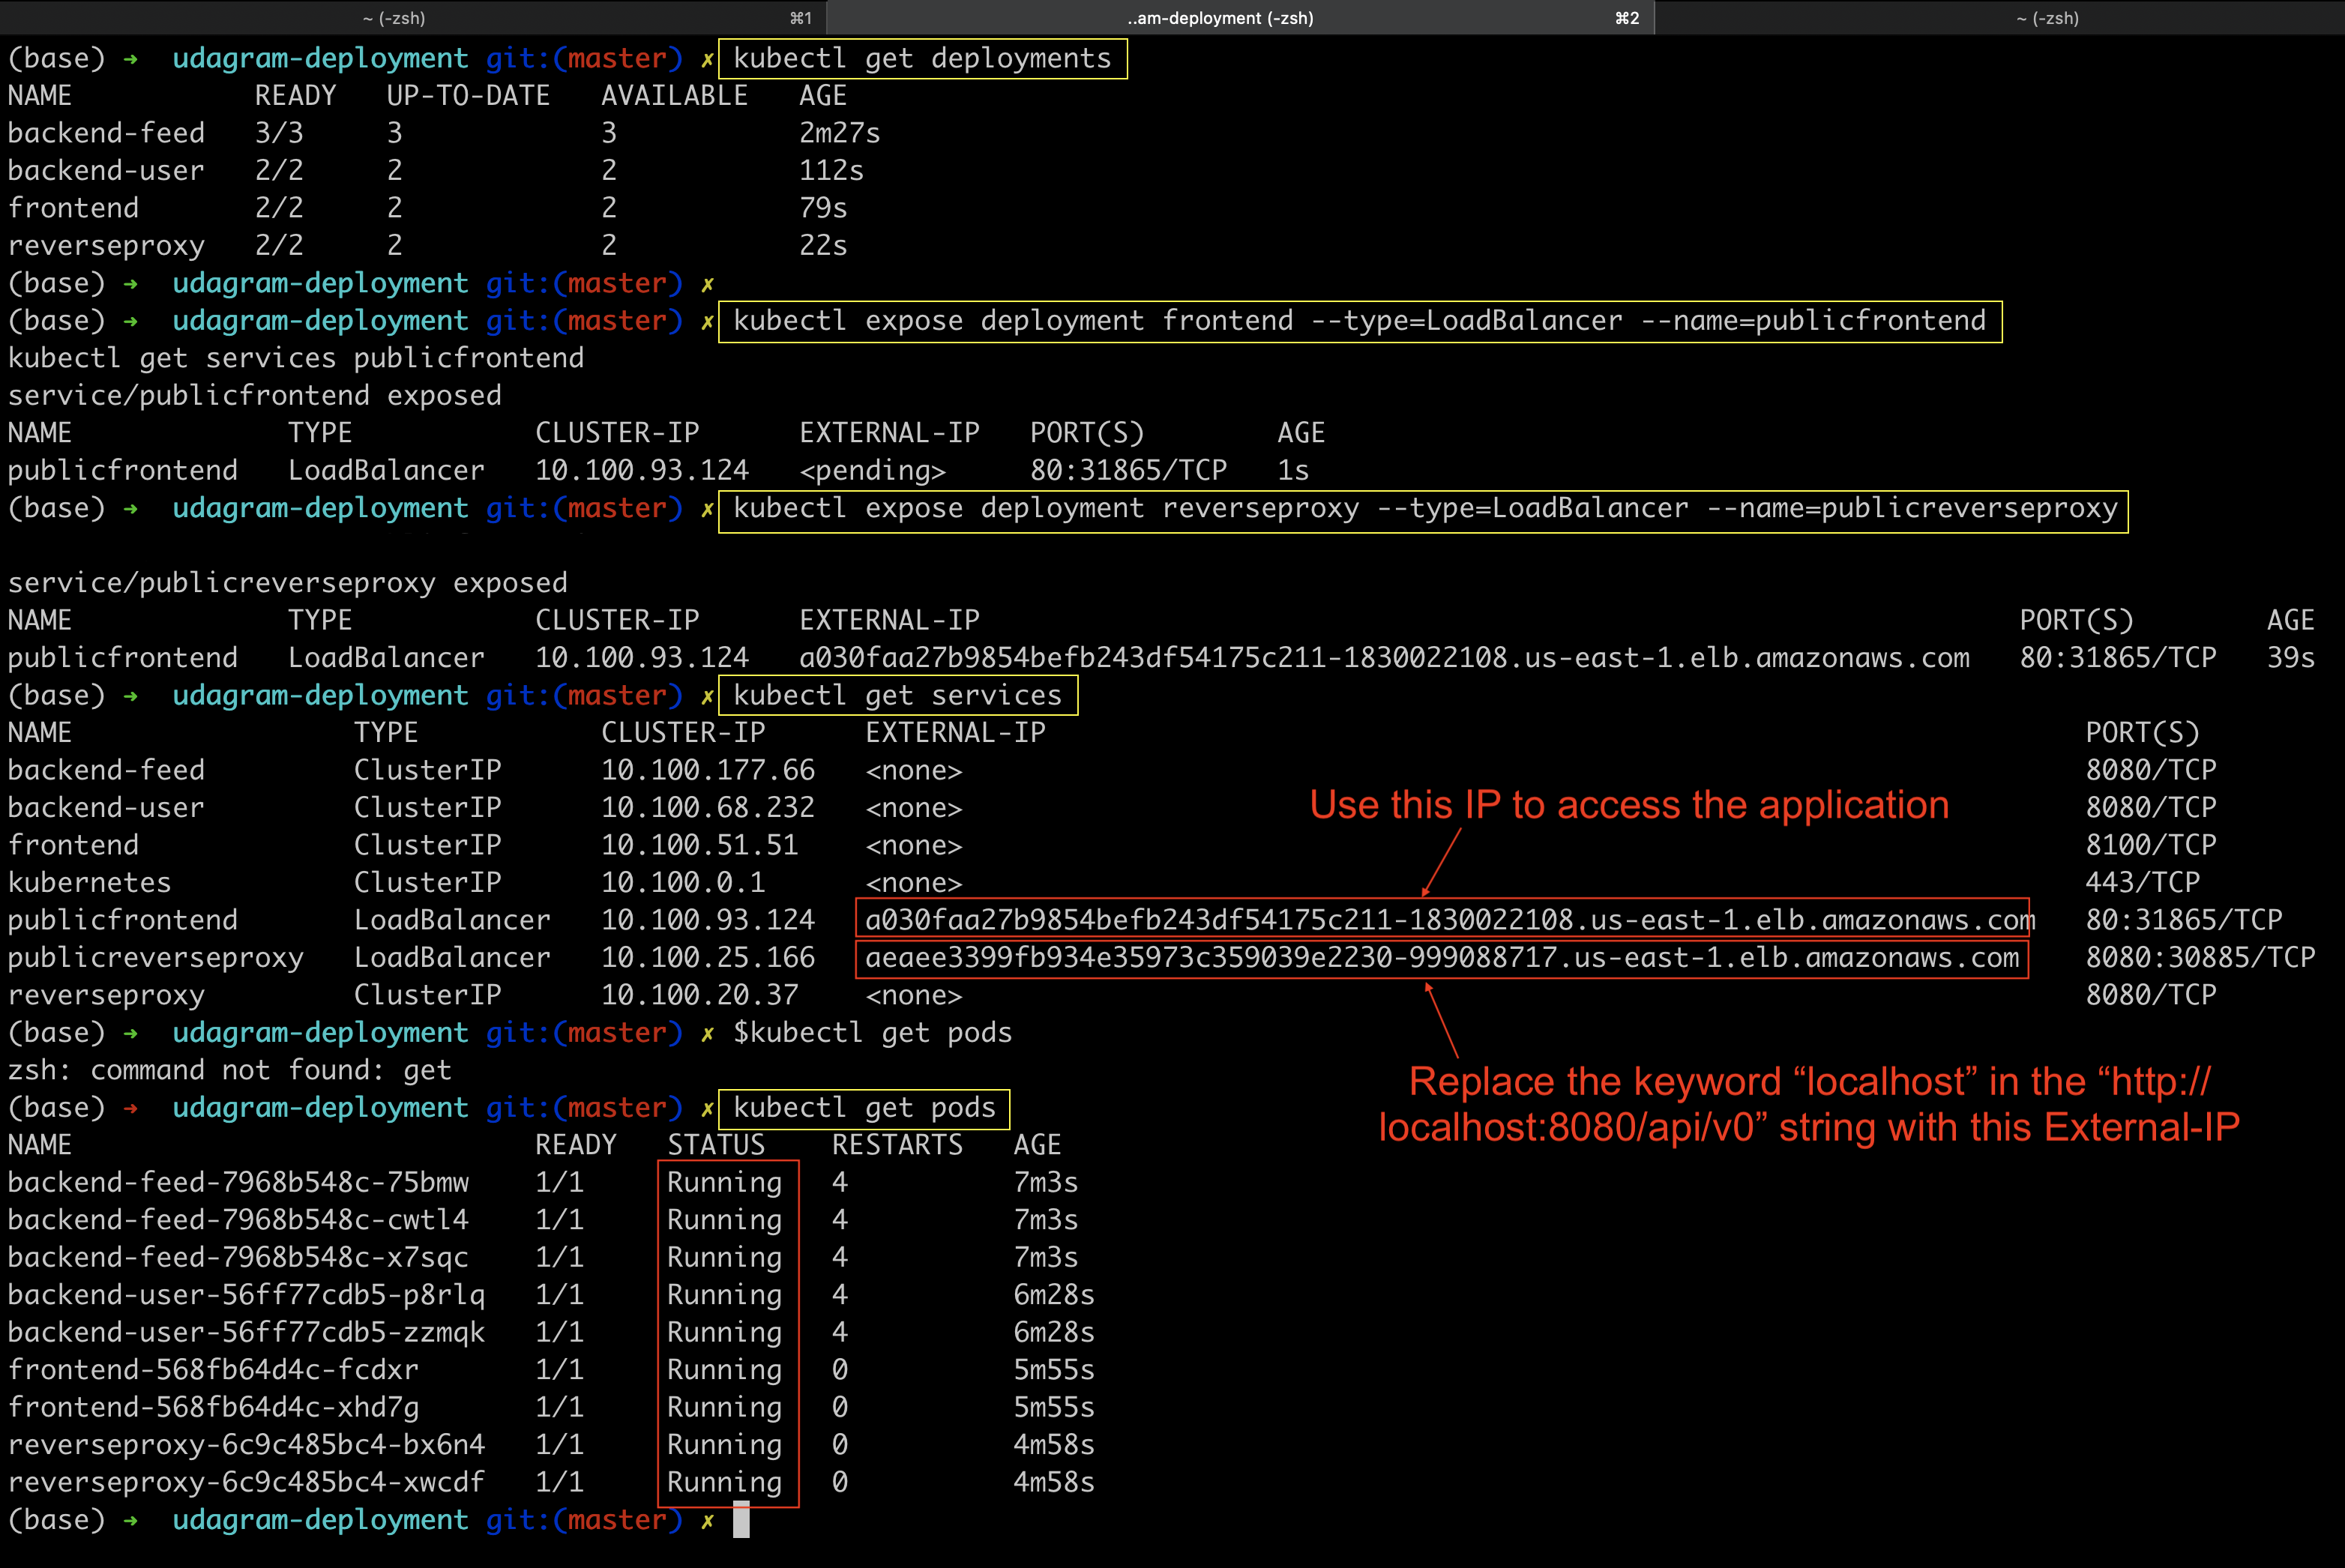 ~ (-zsh) ⌘1 ..am-deployment (-zsh) ⌘2 ~ (-zsh)
(base) ➜ udagram-deployment git:(master) ✗ kubectl get deployments
NAME READY UP-TO-DATE AVAILABLE AGE
backend-feed 3/3 3 3 2m27s
backend-user 2/2 2 2 112s
frontend 2/2 2 2 79s
reverseproxy 2/2 2 2 22s
(base) ➜ udagram-deployment git:(master) ✗
(base) ➜ udagram-deployment git:(master) ✗ kubectl expose deployment frontend --type=LoadBalancer --name=publicfrontend
kubectl get services publicfrontend
service/publicfrontend exposed
NAME TYPE CLUSTER-IP EXTERNAL-IP PORT(S) AGE
publicfrontend LoadBalancer 10.100.93.124 <pending> 80:31865/TCP 1s
(base) ➜ udagram-deployment git:(master) ✗ kubectl expose deployment reverseproxy --type=LoadBalancer --name=publicreverseproxy
service/publicreverseproxy exposed
NAME TYPE CLUSTER-IP EXTERNAL-IP PORT(S) AGE
publicfrontend LoadBalancer 10.100.93.124 a030faa27b9854befb243df54175c211-1830022108.us-east-1.elb.amazonaws.com 80:31865/TCP 39s
(base) ➜ udagram-deployment git:(master) ✗ kubectl get services
NAME TYPE CLUSTER-IP EXTERNAL-IP PORT(S)
backend-feed ClusterIP 10.100.177.66 <none> 8080/TCP
backend-user ClusterIP 10.100.68.232 <none> 8080/TCP
Use this IP to access the application
frontend ClusterIP 10.100.51.51 <none> 8100/TCP
kubernetes ClusterIP 10.100.0.1 <none> 443/TCP
publicfrontend LoadBalancer 10.100.93.124 a030faa27b9854befb243df54175c211-1830022108.us-east-1.elb.amazonaws.com 80:31865/TCP
publicreverseproxy LoadBalancer 10.100.25.166 aeaee3399fb934e35973c359039e2230-999088717.us-east-1.elb.amazonaws.com 8080:30885/TCP
reverseproxy ClusterIP 10.100.20.37 <none> 8080/TCP
(base) ➜ udagram-deployment git:(master) ✗ $kubectl get pods
zsh: command not found: get
Replace the keyword “localhost” in the “http://
localhost:8080/api/v0” string with this External-IP
(base) ➜ udagram-deployment git:(master) ✗ kubectl get pods
NAME READY STATUS RESTARTS AGE
backend-feed-7968b548c-75bmw 1/1 Running 4 7m3s
backend-feed-7968b548c-cwtl4 1/1 Running 4 7m3s
backend-feed-7968b548c-x7sqc 1/1 Running 4 7m3s
backend-user-56ff77cdb5-p8rlq 1/1 Running 4 6m28s
backend-user-56ff77cdb5-zzmqk 1/1 Running 4 6m28s
frontend-568fb64d4c-fcdxr 1/1 Running 0 5m55s
frontend-568fb64d4c-xhd7g 1/1 Running 0 5m55s
reverseproxy-6c9c485bc4-bx6n4 1/1 Running 0 4m58s
reverseproxy-6c9c485bc4-xwcdf 1/1 Running 0 4m58s
(base) ➜ udagram-deployment git:(master) ✗